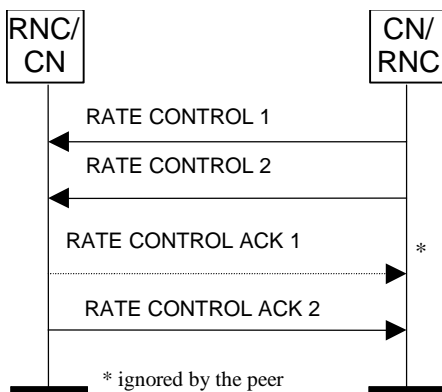 RNC/
CN
CN/
RNC
RATE CONTROL 1
RATE CONTROL 2
RATE CONTROL ACK 1
*
RATE CONTROL ACK 2
* ignored by the peer